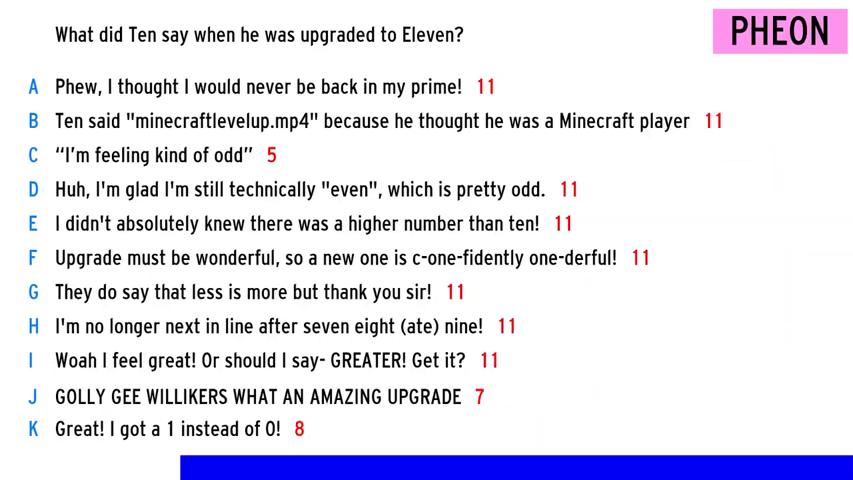 What did Ten say when he was upgraded to Eleven?
PHEON
A Phew, I thought I would never be back in my prime! 11
B Ten said "minecraftlevelup.mp4" because he thought he was a Minecraft player 11
C “I’m feeling kind of odd” 5
D Huh, I'm glad I'm still technically "even", which is pretty odd. 11
E I didn't absolutely knew there was a higher number than ten! 11
F Upgrade must be wonderful, so a new one is c-one-fidently one-derful! 11
G They do say that less is more but thank you sir! 11
H I'm no longer next in line after seven eight (ate) nine! 11
I Woah I feel great! Or should I say- GREATER! Get it? 11
J GOLLY GEE WILLIKERS WHAT AN AMAZING UPGRADE 7
K Great! I got a 1 instead of 0! 8